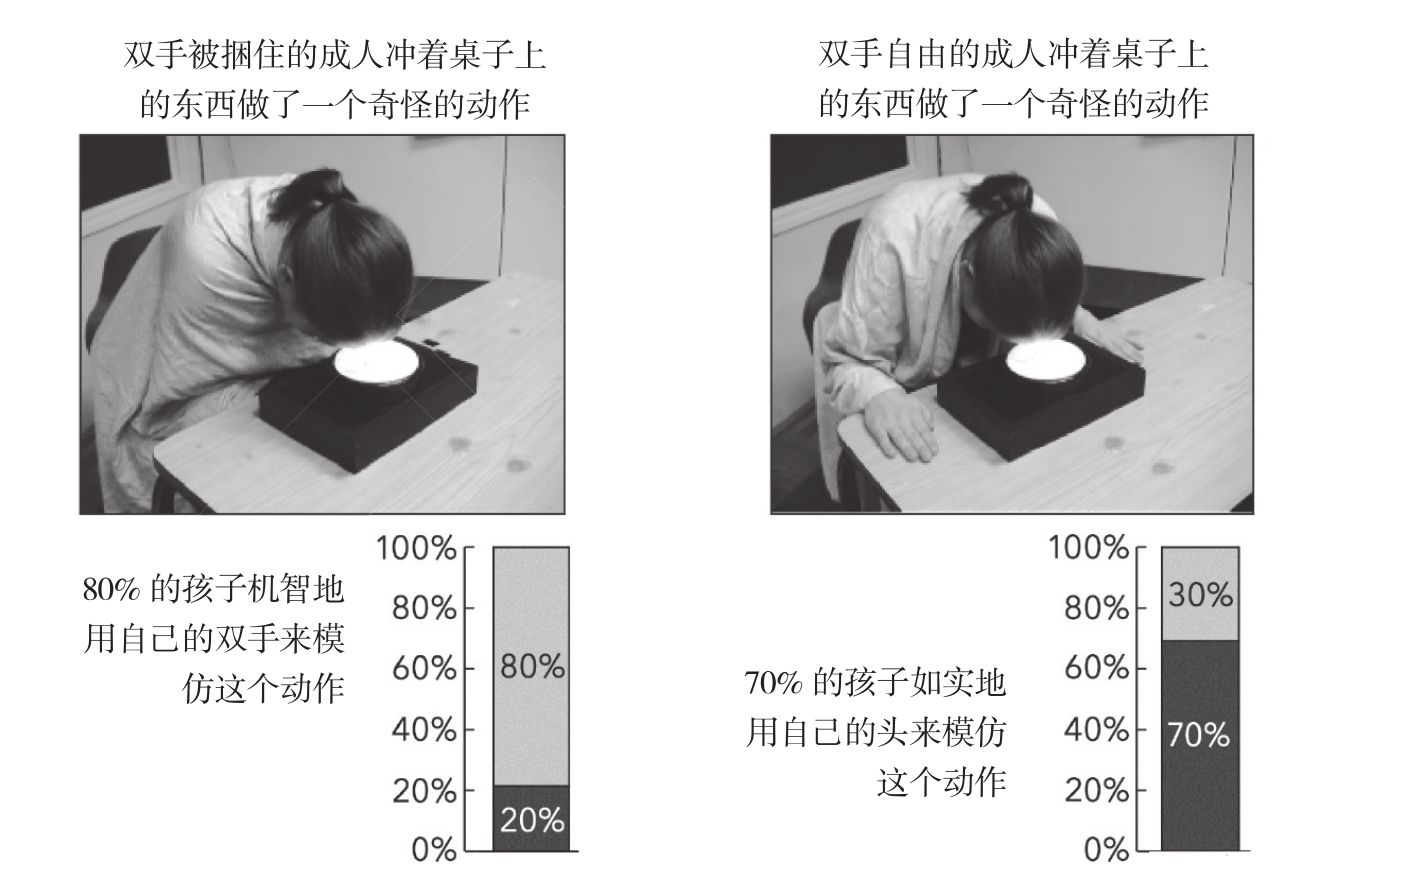 双手被捆住的成人冲着桌子上
的东西做了一个奇怪的动作
双手自由的成人冲着桌子上
的东西做了一个奇怪的动作
80% 的孩子机智地
用自己的双手来模
仿这个动作
100%
80%
60%
40%
20%
0%
80%
20%
70% 的孩子如实地
用自己的头来模仿
这个动作
100%
80%
60%
40%
20%
0%
30%
70%